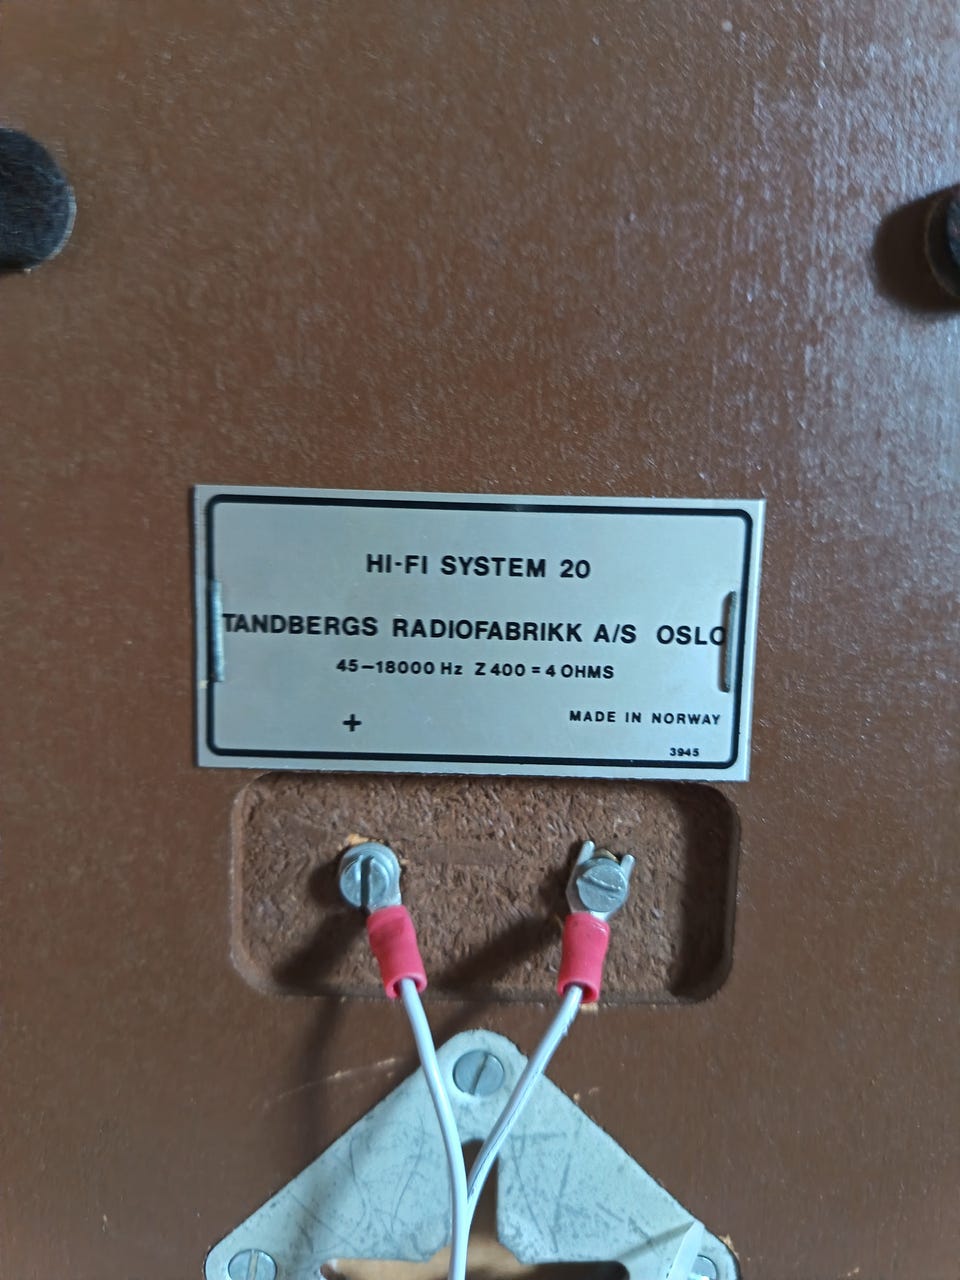 HI-FI SYSTEM 20
TANDBERGS RADIOFABRIKK A/S OSLO
45–18000 Hz Z 400 = 4 OHMS
+
MADE IN NORWAY
3945